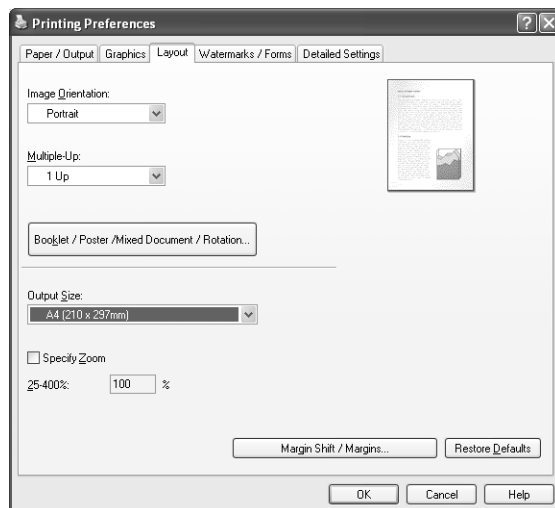 Printing Preferences
Paper / Output Graphics Layout Watermarks / Forms Detailed Settings
Image Orientation:
Portrait
Multiple-Up:
1 Up
Booklet / Poster /Mixed Document / Rotation...
Output Size:
A4 (210 x 297mm)
Specify Zoom
25-400%: 100 %
Margin Shift / Margins... Restore Defaults
OK Cancel Help